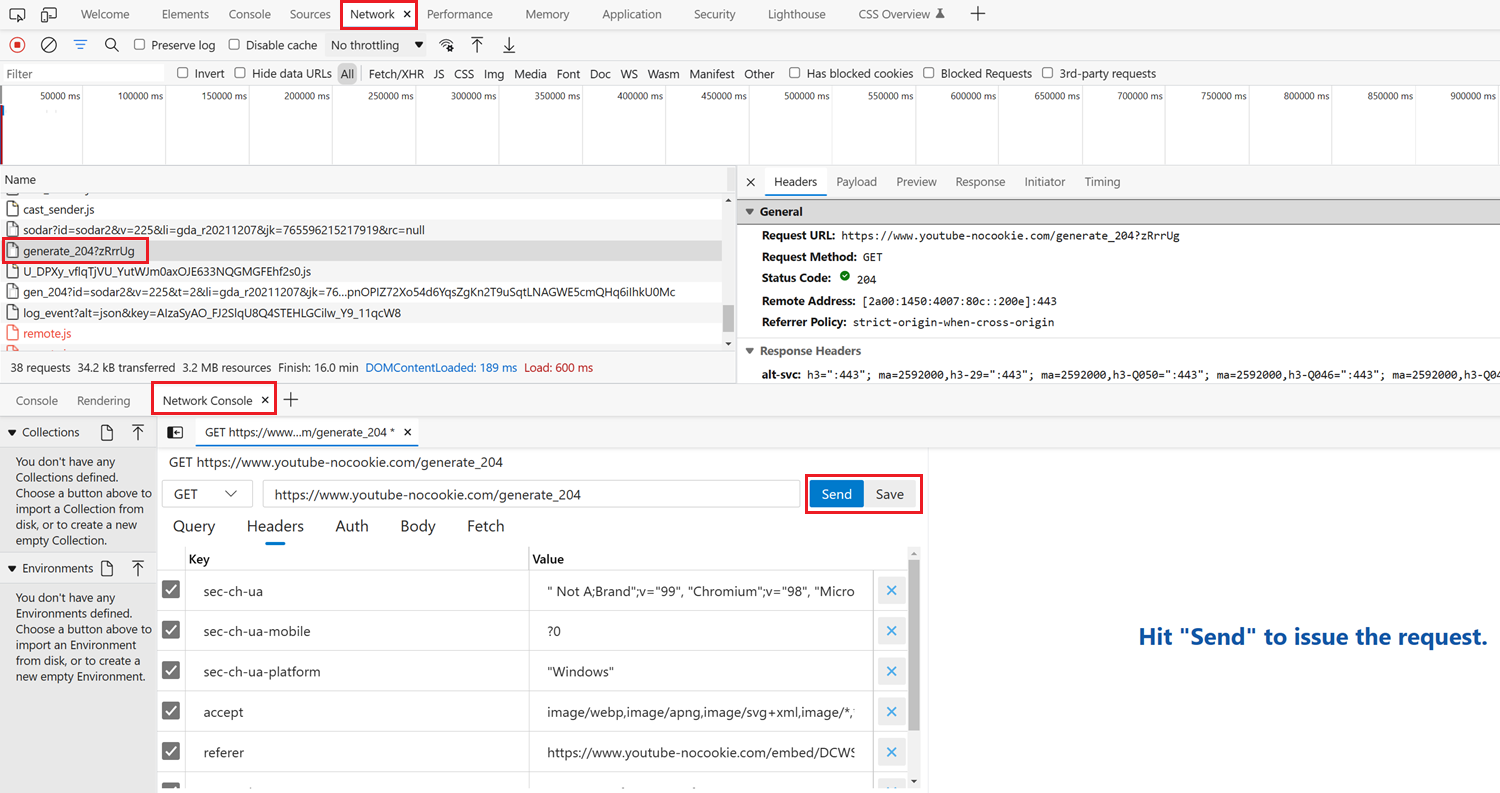 Welcome Elements Console Sources Network Performance Memory Application Security Lighthouse CSS Overview
Preserve log Disable cache No throttling
Filter Invert Hide data URLs All Fetch/XHR JS CSS Img Media Font Doc WS Wasm Manifest Other Has blocked cookies Blocked Requests 3rd-party requests
50000 ms 100000 ms 150000 ms 200000 ms 250000 ms 300000 ms 350000 ms 400000 ms 450000 ms 500000 ms 550000 ms 600000 ms 650000 ms 700000 ms 750000 ms 800000 ms 850000 ms 900000 ms
Name
cast_sender.js
sodar?id=sodar2&v=225&li=gda_r20211207&jk=765596215217919&rc=null
generate_204?zRrrUg
U_DPXy_vflqTjVU_YutWJm0axOJE633NQGMGFEhf2s0.js
gen_204?id=sodar2&v=225&t=2&li=gda_r20211207&jk=76...pnOPIZ72Xo54d6YqsZgKn2T9uSqtLNAGWE5cmQHq6iIhkU0Mc
log_event?alt=json&key=AIzaSyAO_FJ2SlqU8Q4STEHLGCilw_Y9_11qcW8
remote.js
38 requests 34.2 kB transferred 3.2 MB resources Finish: 16.0 min DOMContentLoaded: 189 ms Load: 600 ms
Headers Payload Preview Response Initiator Timing
General
Request URL: https://www.youtube-nocookie.com/generate_204?zRrrUg
Request Method: GET
Status Code: 204
Remote Address: [2a00:1450:4007:80c::200e]:443
Referrer Policy: strict-origin-when-cross-origin
Response Headers
alt-svc: h3=":443"; ma=2592000,h3-29=":443"; ma=2592000,h3-Q050=":443"; ma=2592000,h3-Q046=":443"; ma=2592000,h3-Q04
Console Rendering Network Console
Collections
You don't have any
Collections defined.
Choose a button above to
import a Collection from
disk, or to create a new
empty Collection.
Environments
You don't have any
Environments defined.
Choose a button above to
import an Environment
from disk, or to create a
new empty Environment.
GET https://www...m/generate_204 *
GET https://www.youtube-nocookie.com/generate_204
GET https://www.youtube-nocookie.com/generate_204 Send Save
Query Headers Auth Body Fetch
Key Value
sec-ch-ua " Not A;Brand";v="99", "Chromium";v="98", "Micro
sec-ch-ua-mobile ?0
sec-ch-ua-platform "Windows"
accept image/webp,image/apng,image/svg+xml,image/*,
referer https://www.youtube-nocookie.com/embed/DCWS
Hit "Send" to issue the request.